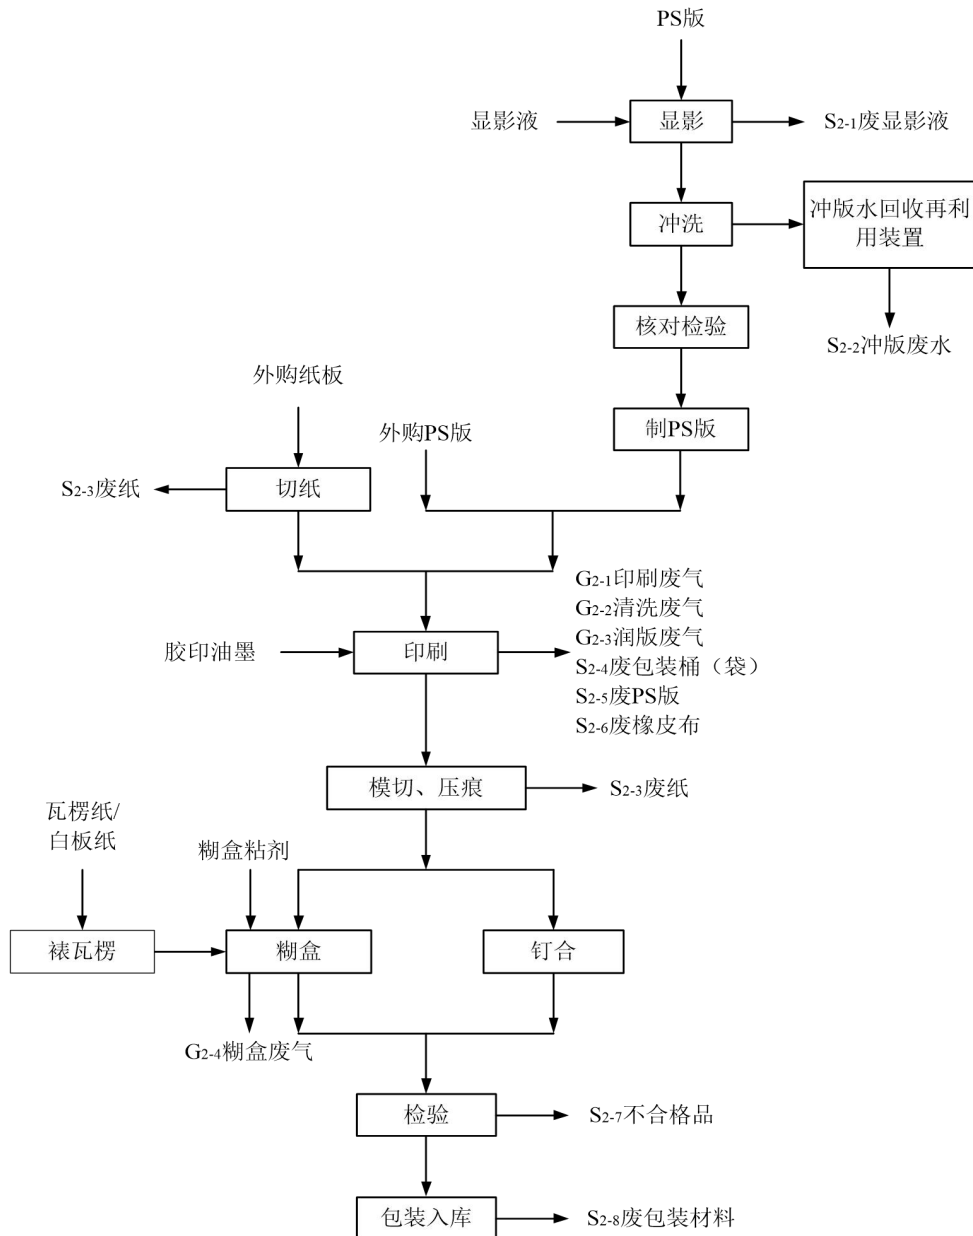 PS版
显影液
显影
S2-1废显影液
冲洗
冲版水回收再利
用装置
核对检验
S2-2冲版废水
外购纸板
制PS版
外购PS版
S2-3废纸
切纸
G2-1印刷废气
G2-2清洗废气
G2-3润版废气
胶印油墨
印刷
S2-4废包装桶（袋）
S2-5废PS版
S2-6废橡皮布
模切、压痕
S2-3废纸
瓦楞纸/
白板纸
糊盒粘剂
裱瓦楞
糊盒
钉合
G2-4糊盒废气
检验
S2-7不合格品
包装入库
S2-8废包装材料